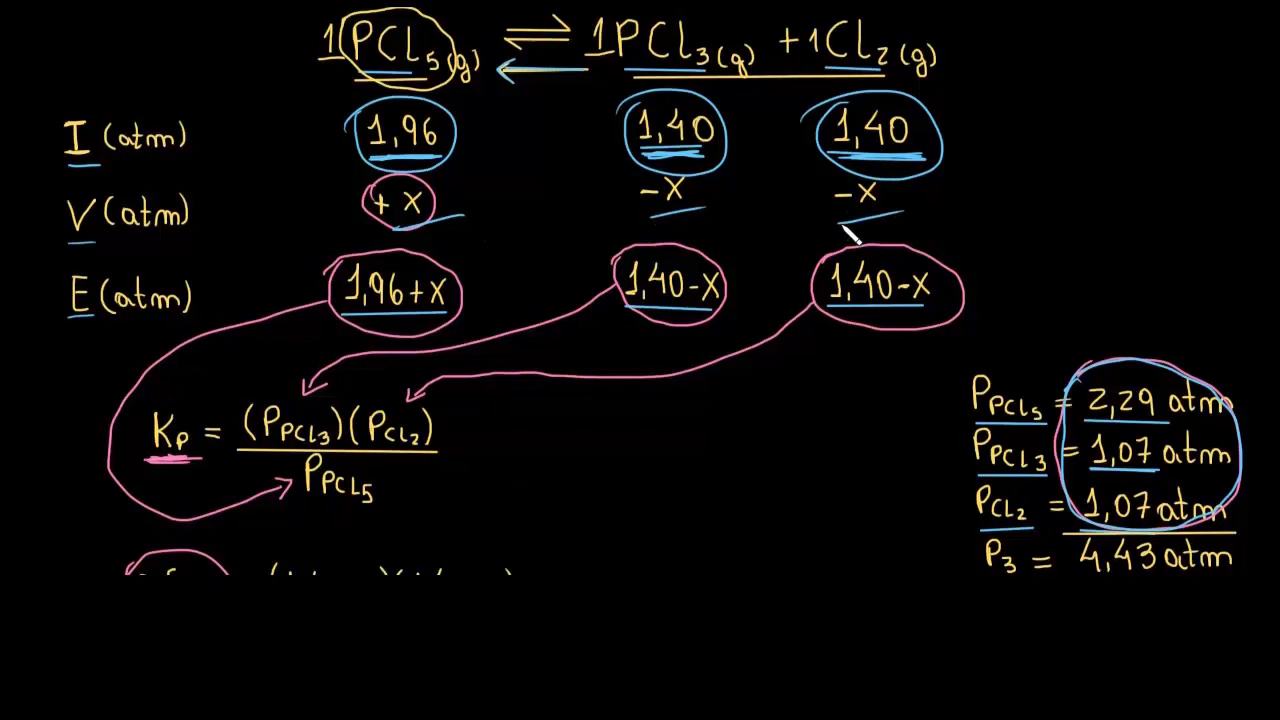 1PCL5(g) ⇌ 1PCl3(g) + 1Cl2(g)
I (atm) 1,96 1,40 1,40
V (atm) + x - x - x
E (atm) 1,96+x 1,40-x 1,40-x
Kp = (PPCL3)(PCL2)
PPCL5
PPCL5 = 2,29 atm
PPCL3 = 1,07 atm
PCL2 = 1,07 atm
P3 = 4,43 atm